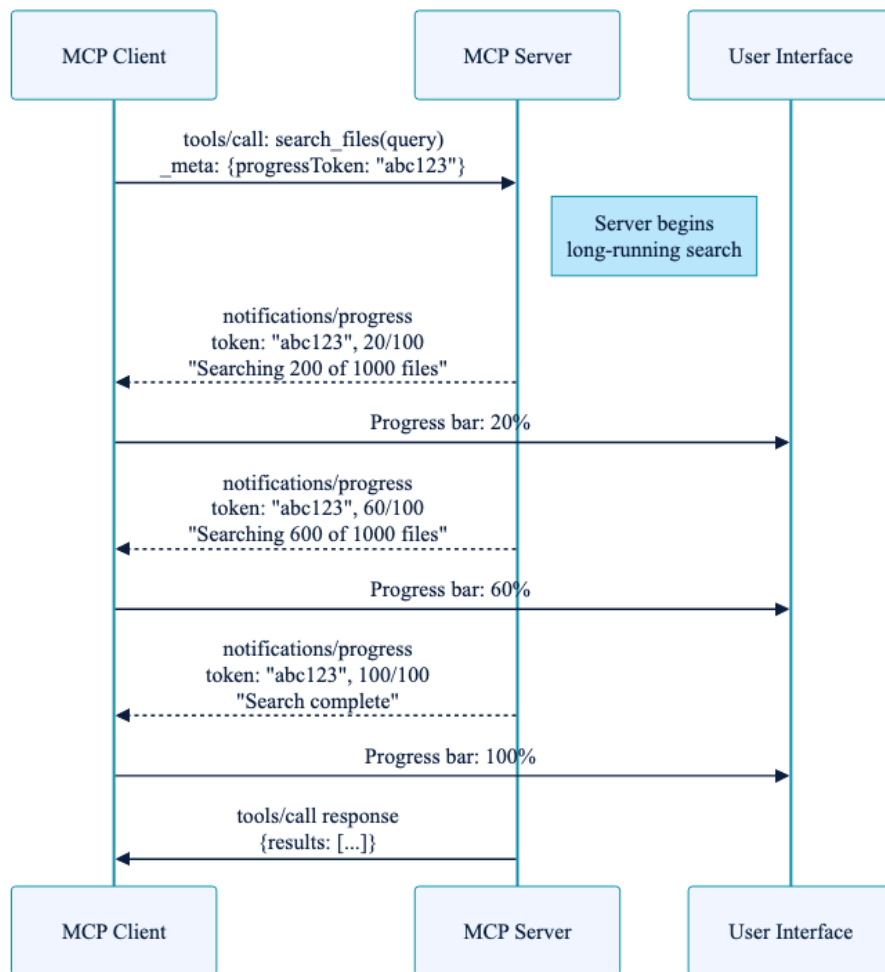 MCP Client
MCP Server
User Interface
tools/call: search_files(query)
_meta: {progressToken: "abc123"}
Server begins
long-running search
notifications/progress
token: "abc123", 20/100
"Searching 200 of 1000 files"
Progress bar: 20%
notifications/progress
token: "abc123", 60/100
"Searching 600 of 1000 files"
Progress bar: 60%
notifications/progress
token: "abc123", 100/100
"Search complete"
Progress bar: 100%
tools/call response
{results: [...]}
MCP Client
MCP Server
User Interface